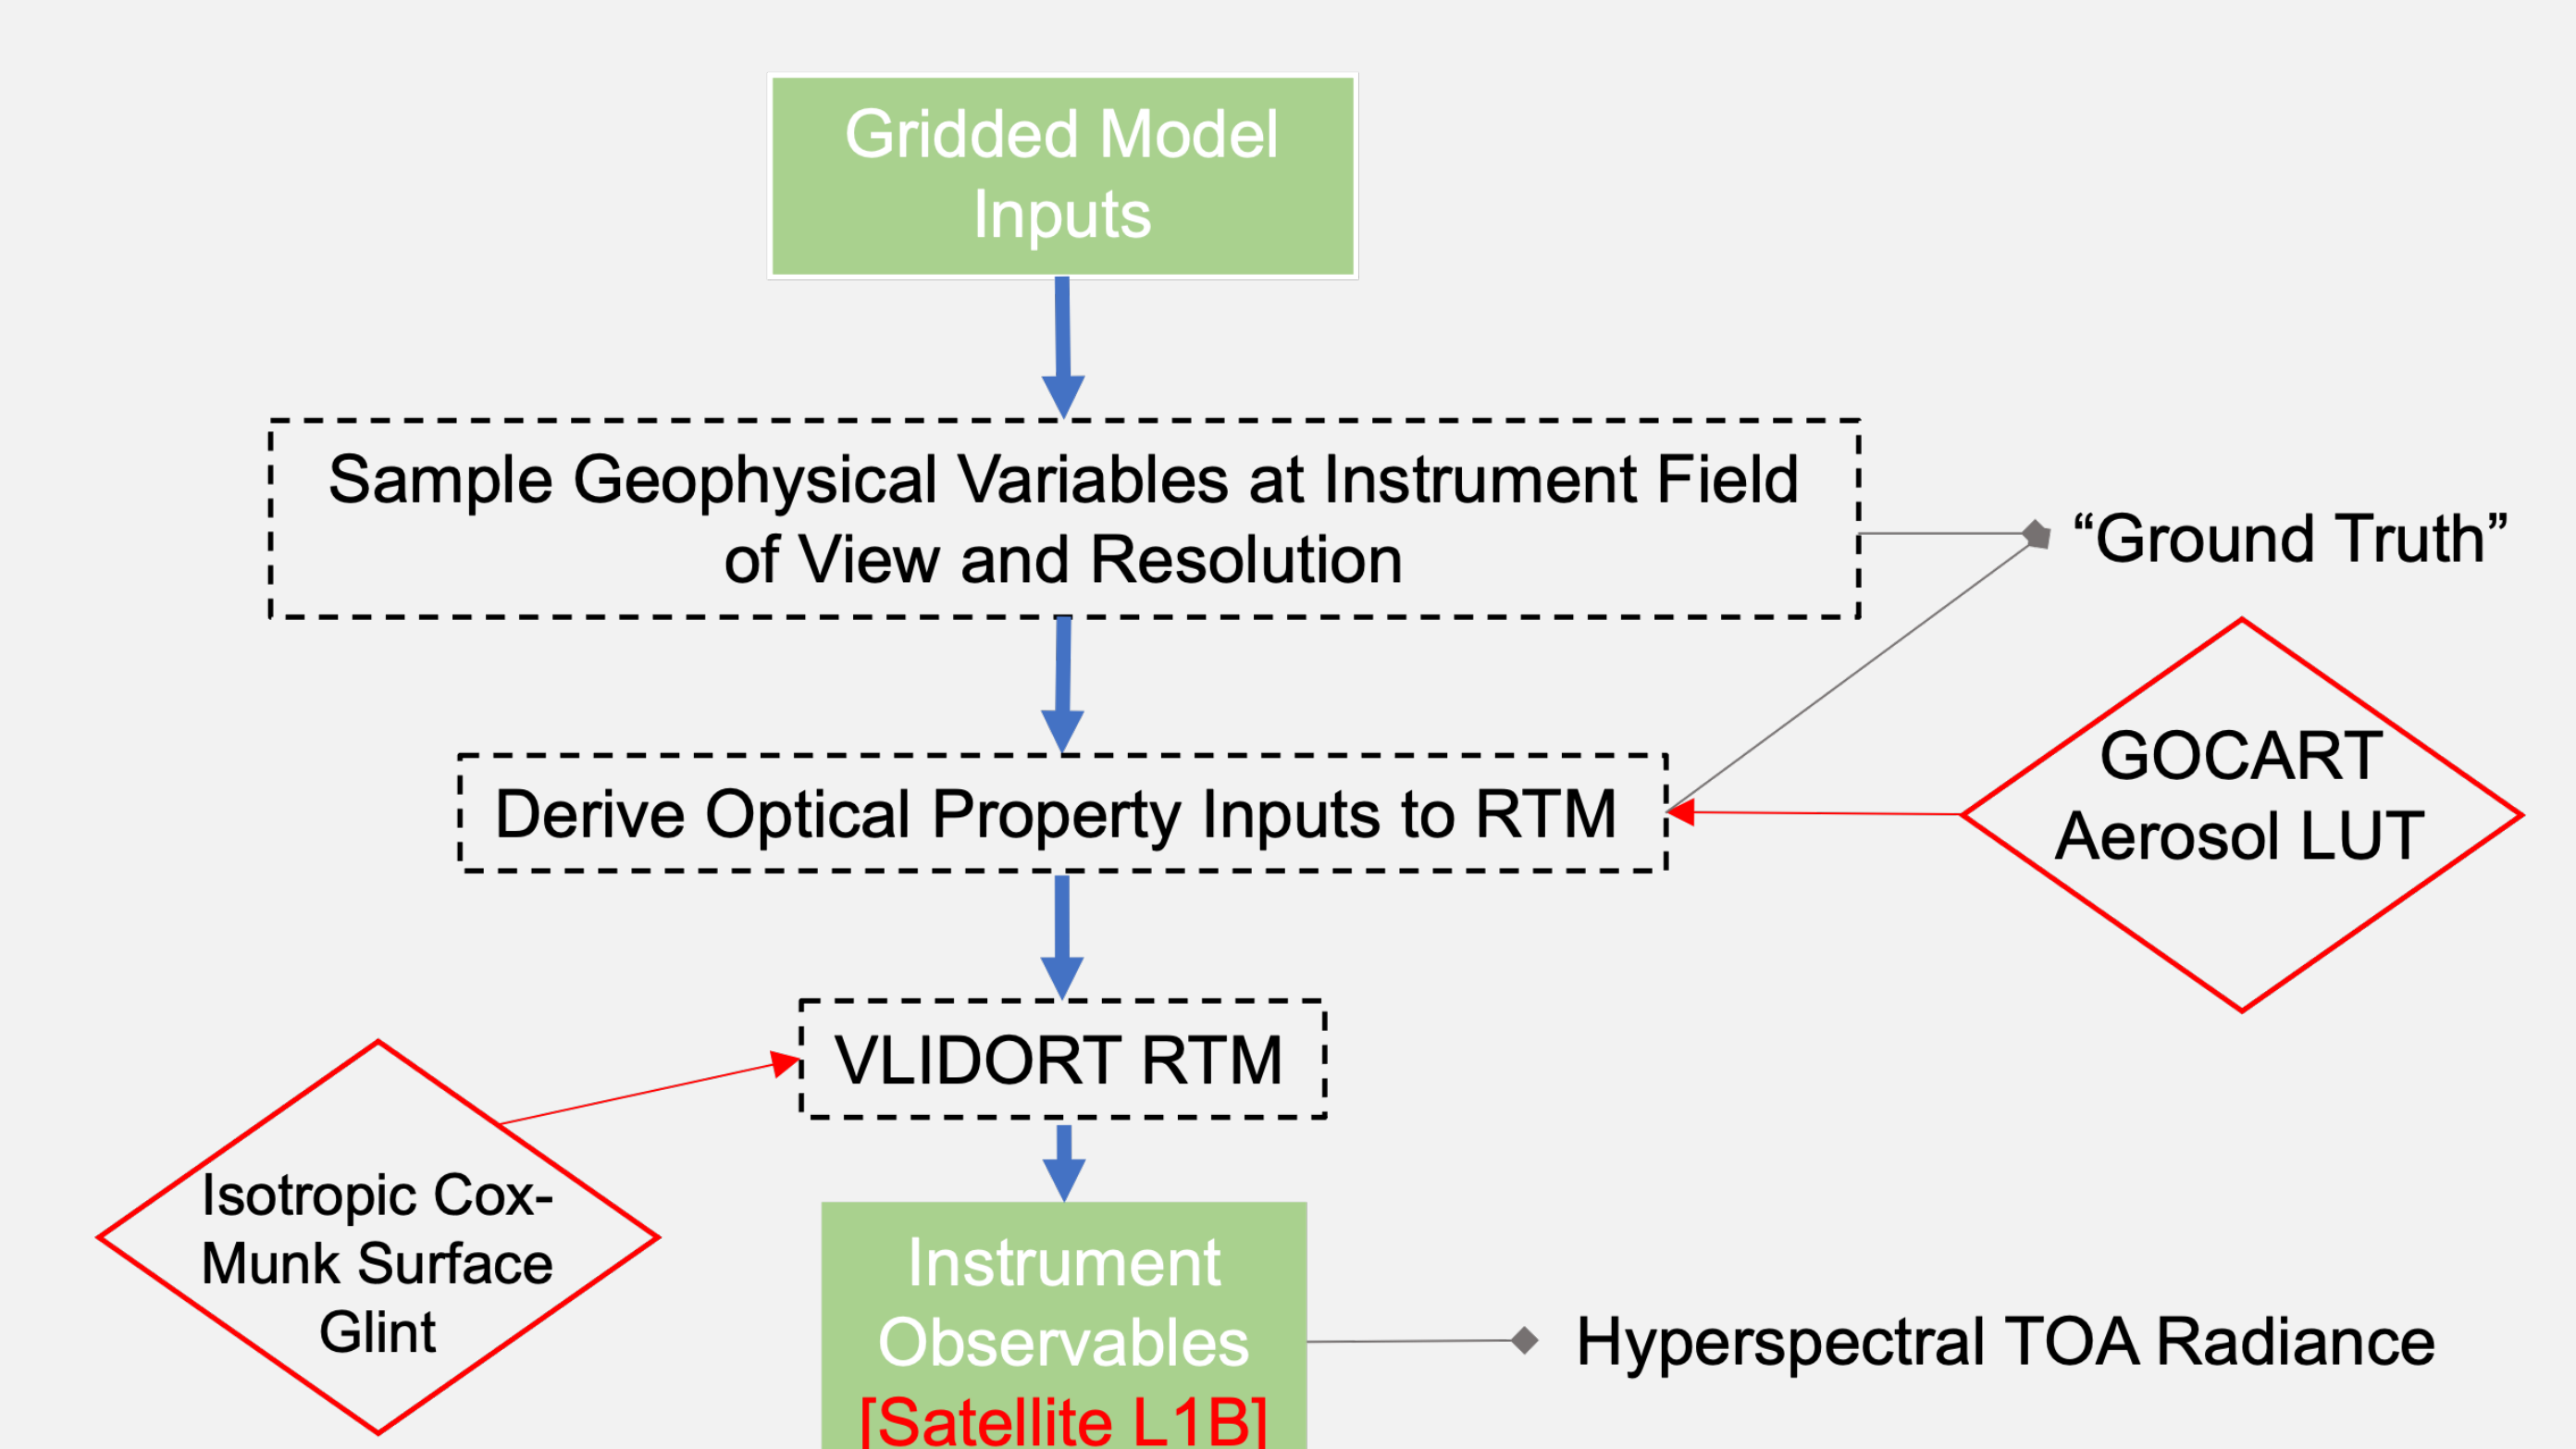 Gridded Model
Inputs
Sample Geophysical Variables at Instrument Field
of View and Resolution
“Ground Truth”
Derive Optical Property Inputs to RTM
GOCART
Aerosol LUT
VLIDORT RTM
Isotropic Cox-
Munk Surface
Glint
Instrument
Observables
[Satellite L1B]
Hyperspectral TOA Radiance